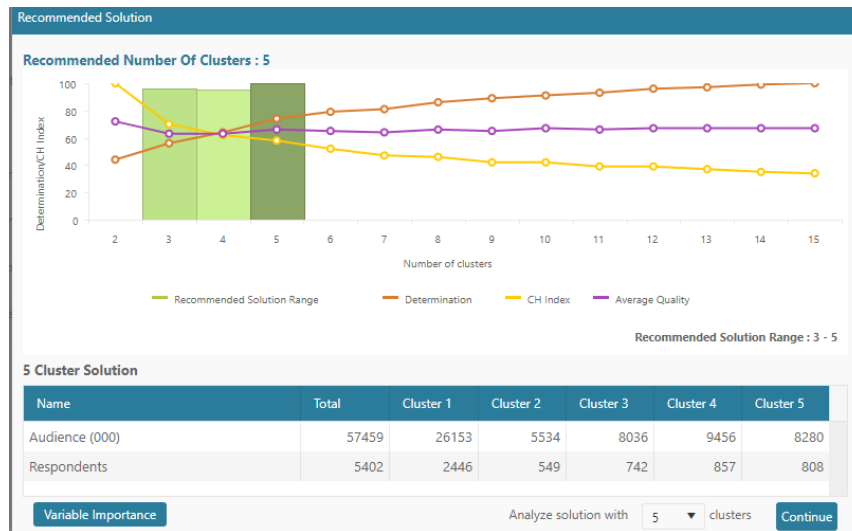 Recommended Solution
Recommended Number Of Clusters : 5
100
80
60
40
20
0
Determination/CH Index
2 3 4 5 6 7 8 9 10 11 12 13 14 15
Number of clusters
Recommended Solution Range Determination CH Index Average Quality
Recommended Solution Range : 3 - 5
5 Cluster Solution
Name Total Cluster 1 Cluster 2 Cluster 3 Cluster 4 Cluster 5
Audience (000) 57459 26153 5534 8036 9456 8280
Respondents 5402 2446 549 742 857 808
Variable Importance Analyze solution with 5 clusters Continue